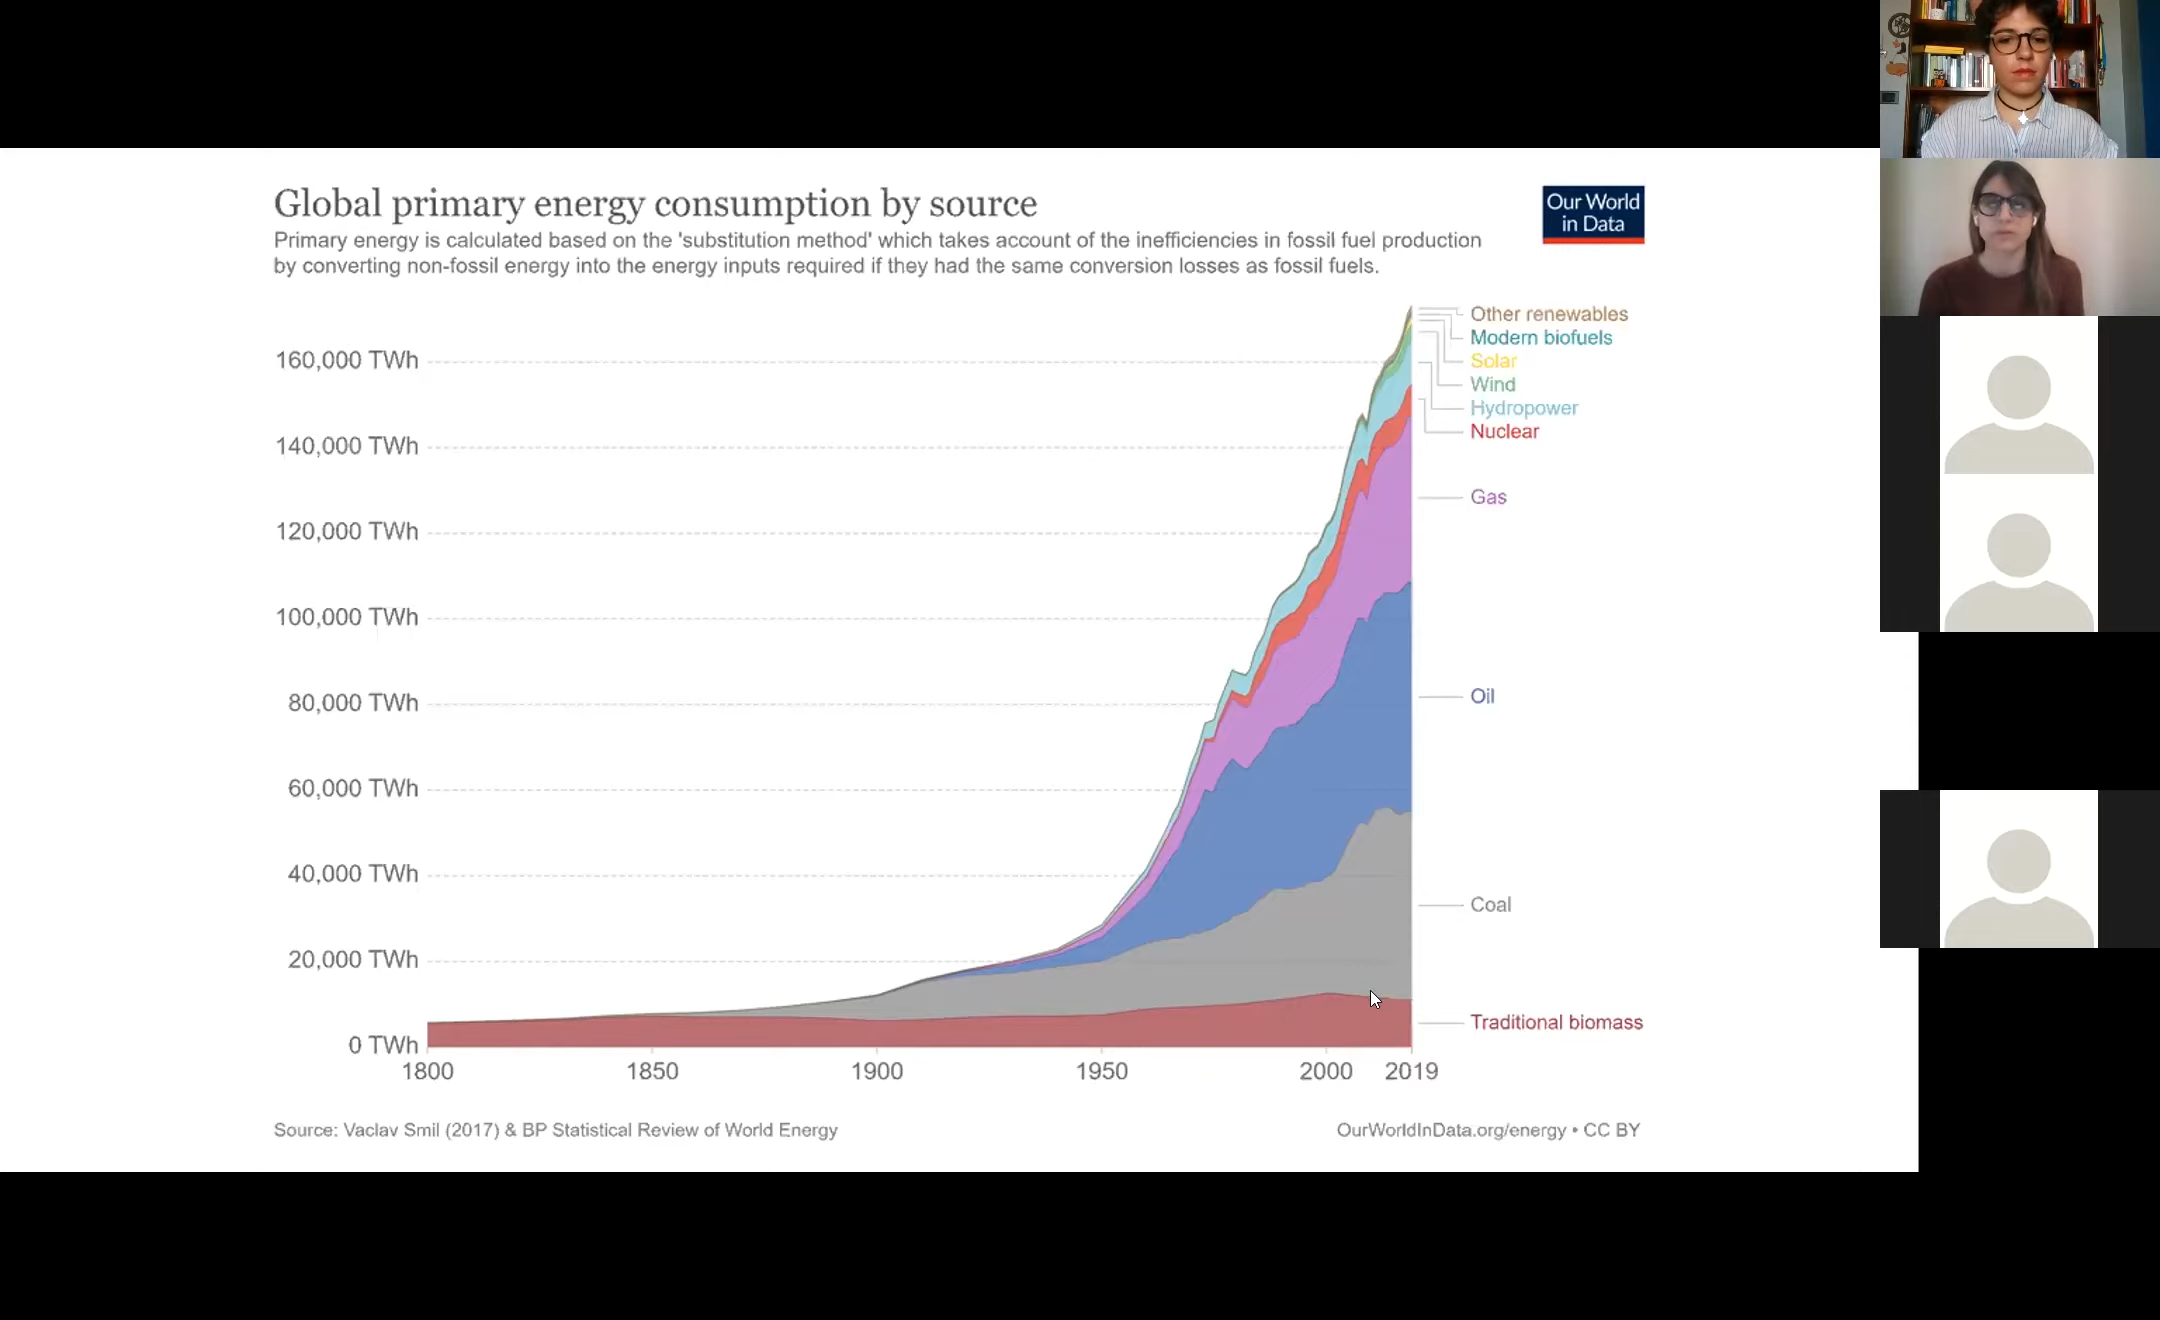 Global primary energy consumption by source
Our World
in Data
Primary energy is calculated based on the 'substitution method' which takes account of the inefficiencies in fossil fuel production
by converting non-fossil energy into the energy inputs required if they had the same conversion losses as fossil fuels.
Other renewables
Modern biofuels
Solar
Wind
Hydropower
Nuclear
Gas
Oil
Coal
Traditional biomass
160,000 TWh
140,000 TWh
120,000 TWh
100,000 TWh
80,000 TWh
60,000 TWh
40,000 TWh
20,000 TWh
0 TWh
1800 1850 1900 1950 2000 2019
Source: Vaclav Smil (2017) & BP Statistical Review of World Energy
OurWorldInData.org/energy • CC BY